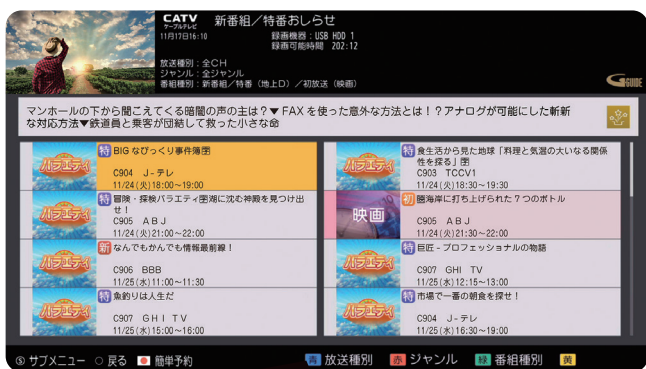 CATV
ケーブルテレビ
新番組／特番おしらせ
11月17日16:10
録画機器：USB HDD 1
録画可能時間 202:12
放送種別：全CH
ジャンル：全ジャンル
番組種別：新番組／特番（地上D）／初放送（映画）
G GUIDE
マンホールの下から聞こえてくる暗闇の声の主は？▼ FAX を使った意外な方法とは！？アナログが可能にした斬新
な対応方法▼鉄道員と乗客が団結して救った小さな命
バラエティ
特 BIG なびっくり事件簿字
C904 J-テレ
11/24(火)18:00～19:00
バラエティ
特 冒険・探検バラエティ字湖に沈む神殿を見つけ出
せ！
C905 ABJ
11/24(火)21:00～22:00
バラエティ
新 なんでもかんでも情報最前線！
C906 BBB
11/25(水)11:00～11:30
バラエティ
特 魚釣りは人生だ
C907 GHI TV
11/25(水)15:00～16:00
バラエティ
特 食生活から見た地球「料理と気温の大いなる関係
性を探る」字
C903 TCCV1
11/24(火)18:30～19:30
映画
初 海岸に打ち上げられた７つのボトル
C905 ABJ
11/24(火)21:30～22:00
バラエティ
特 巨匠 - プロフェッショナルの物語
C907 GHI TV
11/25(水)12:15～13:00
バラエティ
特 市場で一番の朝食を探せ！
C904 J-テレ
11/25(水)16:30～19:00
Ⓢ サブメニュー ○ 戻る 簡単予約
青 放送種別 赤 ジャンル 緑 番組種別 黄